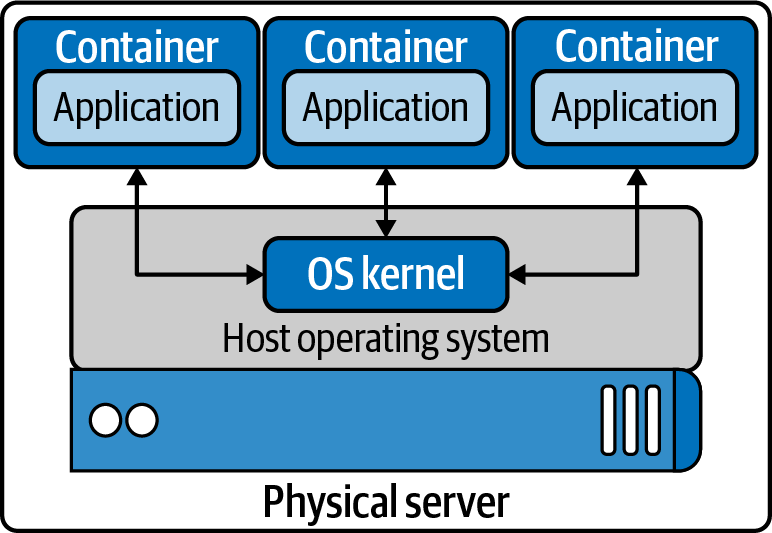 Container
Container
Container
Application
Application
Application
OS kernel
Host operating system
Physical server